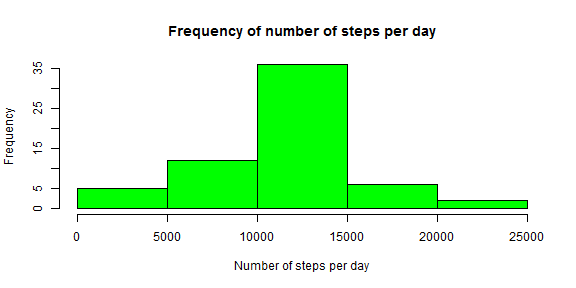 Frequency of number of steps per day
Frequency
35
25
15
5
0
0 5000 10000 15000 20000 25000
Number of steps per day